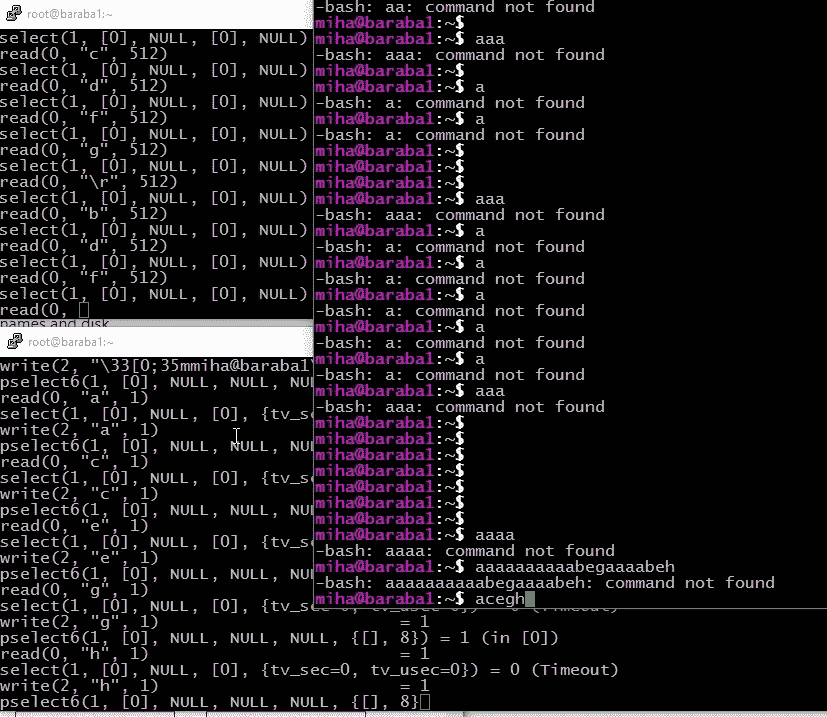 root@baraba1:~
select(1, [0], NULL, [0], NULL)
read(0, "c", 512)
select(1, [0], NULL, [0], NULL)
read(0, "d", 512)
select(1, [0], NULL, [0], NULL)
read(0, "f", 512)
select(1, [0], NULL, [0], NULL)
read(0, "g", 512)
select(1, [0], NULL, [0], NULL)
read(0, "\r", 512)
select(1, [0], NULL, [0], NULL)
read(0, "b", 512)
select(1, [0], NULL, [0], NULL)
read(0, "d", 512)
select(1, [0], NULL, [0], NULL)
read(0, "f", 512)
select(1, [0], NULL, [0], NULL)
read(0,
names and disk
root@baraba1:~
write(2, "\33[0;35mmiha@baraba1\
pselect6(1, [0], NULL, NULL, NU
read(0, "a", 1)
select(1, [0], NULL, [0], {tv_se
write(2, "a", 1)
pselect6(1, [0], NULL, NULL, NU
read(0, "c", 1)
select(1, [0], NULL, [0], {tv_se
write(2, "c", 1)
pselect6(1, [0], NULL, NULL, NU
read(0, "e", 1)
select(1, [0], NULL, [0], {tv_se
write(2, "e", 1)
pselect6(1, [0], NULL, NULL, NU
read(0, "g", 1)
select(1, [0], NULL, [0], {tv_sec=0, tv_usec=0}) = 0 (Timeout)
write(2, "g", 1) = 1
pselect6(1, [0], NULL, NULL, NULL, {[], 8}) = 1 (in [0])
read(0, "h", 1) = 1
select(1, [0], NULL, [0], {tv_sec=0, tv_usec=0}) = 0 (Timeout)
write(2, "h", 1) = 1
pselect6(1, [0], NULL, NULL, NULL, {[], 8}
-bash: aa: command not found
miha@baraba1:~$
miha@baraba1:~$ aaa
-bash: aaa: command not found
miha@baraba1:~$
miha@baraba1:~$ a
-bash: a: command not found
miha@baraba1:~$ a
-bash: a: command not found
miha@baraba1:~$
miha@baraba1:~$
miha@baraba1:~$
miha@baraba1:~$ aaa
-bash: aaa: command not found
miha@baraba1:~$ a
-bash: a: command not found
miha@baraba1:~$ a
-bash: a: command not found
miha@baraba1:~$ a
-bash: a: command not found
miha@baraba1:~$ a
-bash: a: command not found
miha@baraba1:~$ a
-bash: a: command not found
miha@baraba1:~$ aaa
-bash: aaa: command not found
miha@baraba1:~$
miha@baraba1:~$
miha@baraba1:~$
miha@baraba1:~$
miha@baraba1:~$
miha@baraba1:~$
miha@baraba1:~$
miha@baraba1:~$ aaaa
-bash: aaaa: command not found
miha@baraba1:~$ aaaaaaaaaabegaaaabeh
-bash: aaaaaaaaaabegaaaabeh: command not found
miha@baraba1:~$ acegh